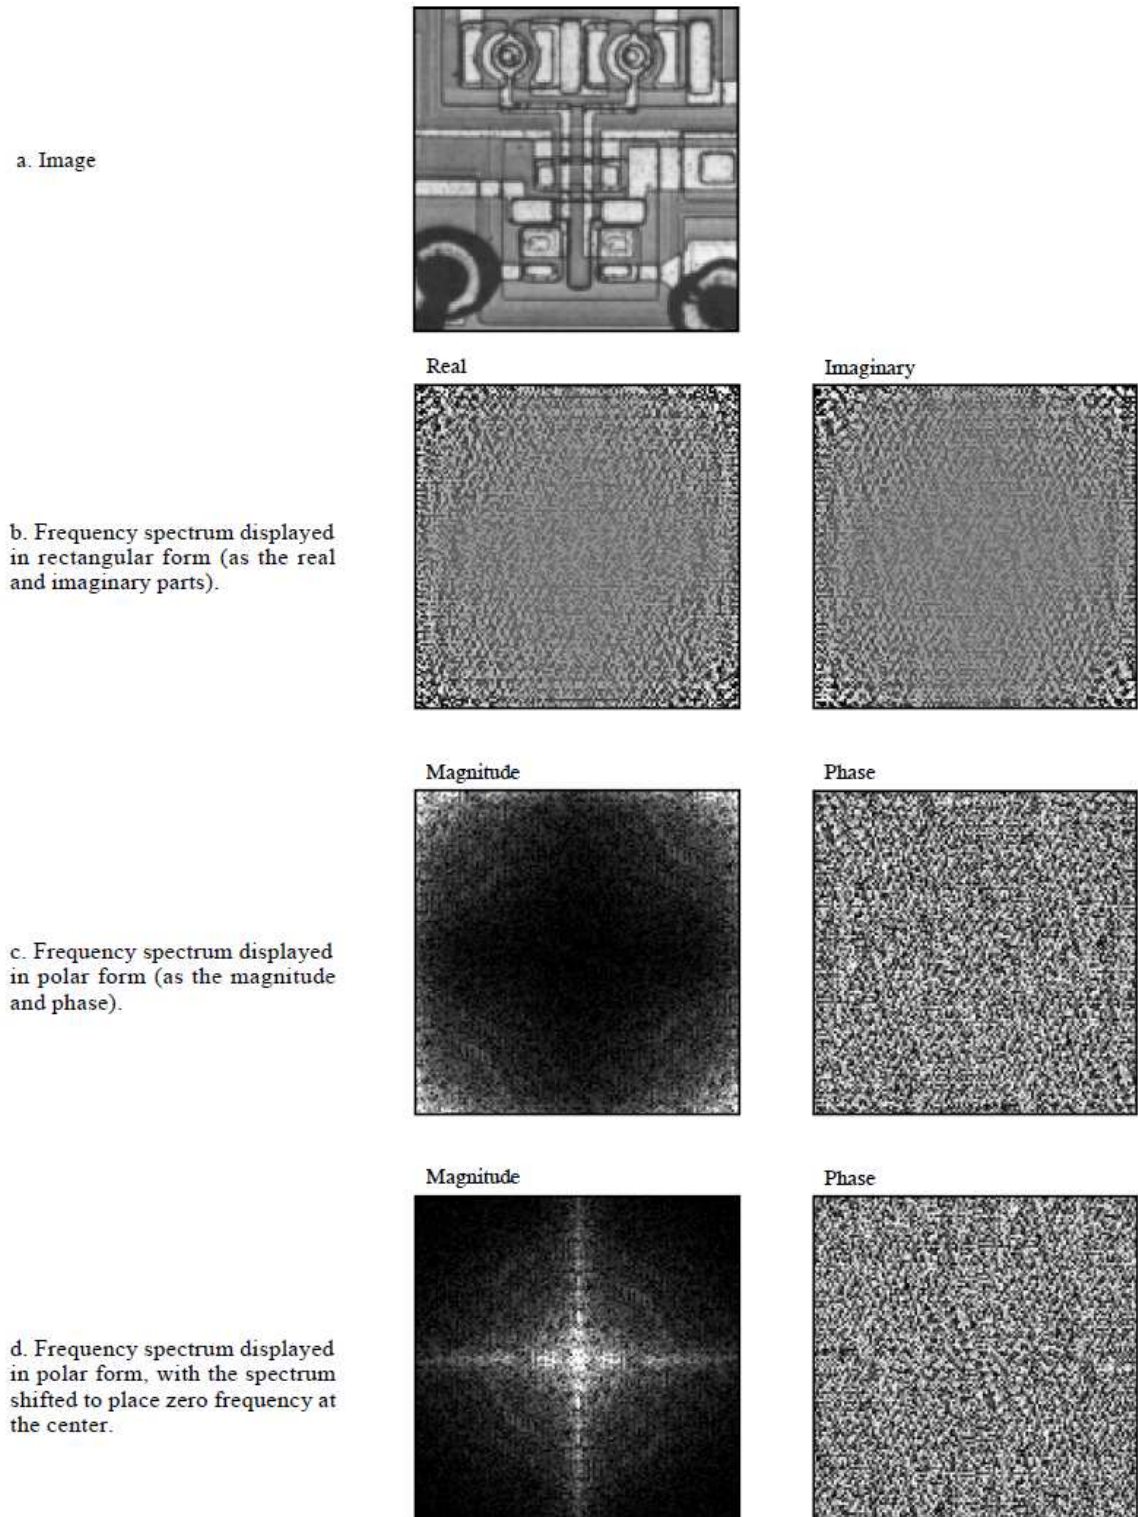 a. Image
Real
Imaginary
b. Frequency spectrum displayed
in rectangular form (as the real
and imaginary parts).
Magnitude
Phase
c. Frequency spectrum displayed
in polar form (as the magnitude
and phase).
Magnitude
Phase
d. Frequency spectrum displayed
in polar form, with the spectrum
shifted to place zero frequency at
the center.